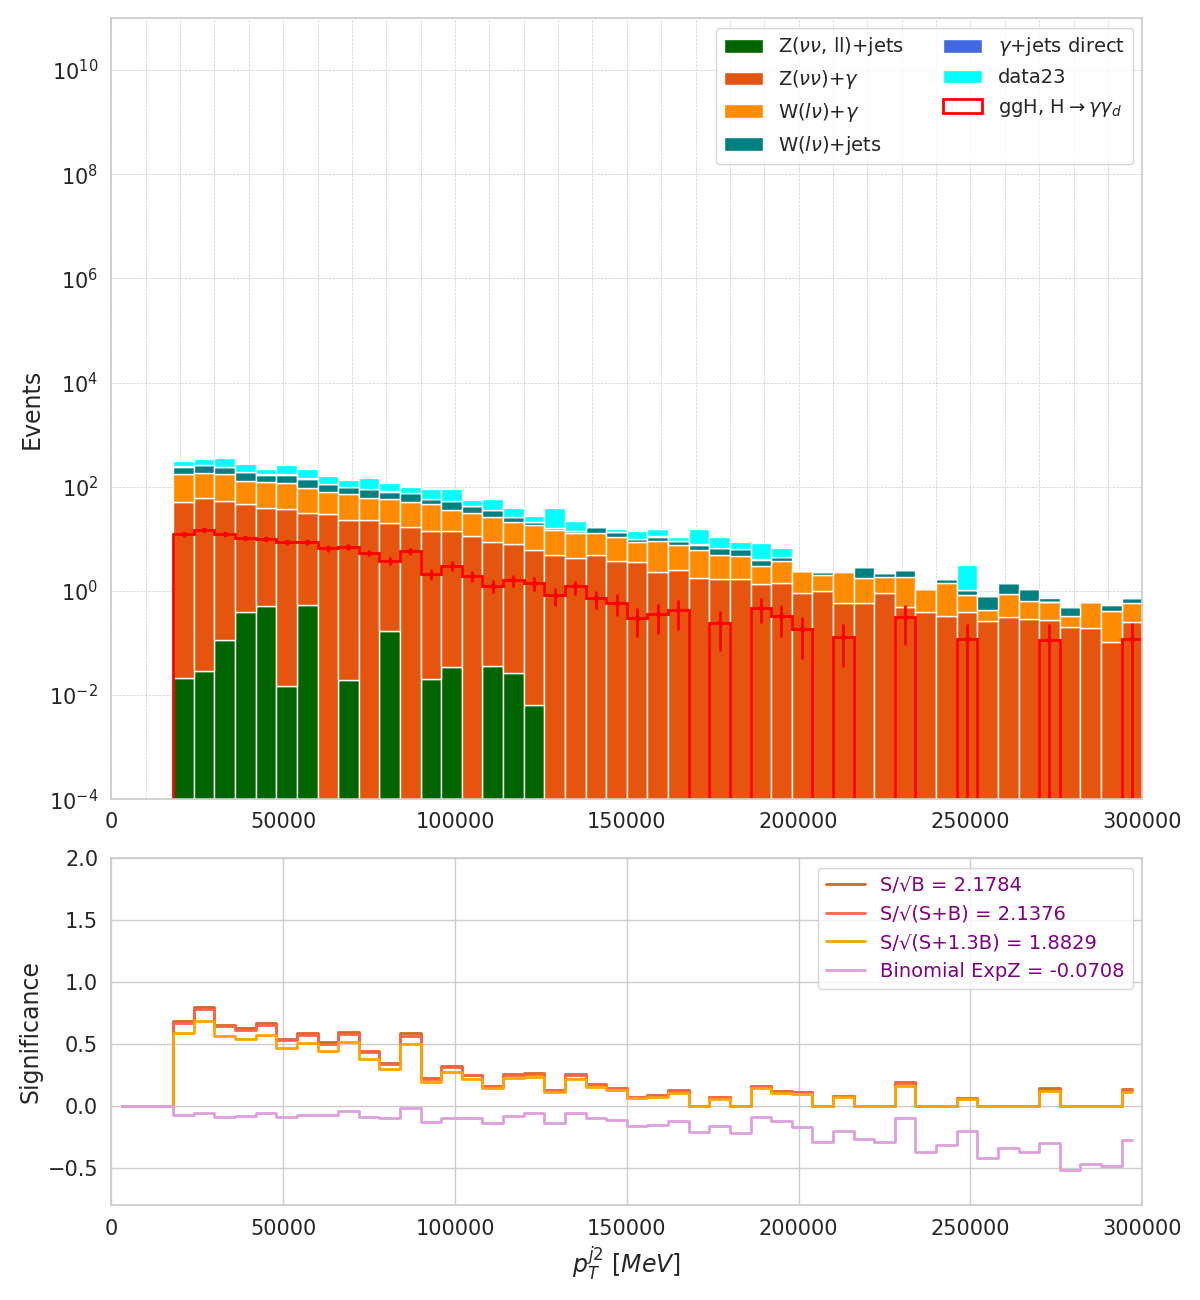 Z(νν, ll)+jets
Z(νν)+γ
W(lν)+γ
W(lν)+jets
γ+jets direct
data23
ggH, H→γγ_d
Events
10^10
10^8
10^6
10^4
10^2
10^0
10^−2
10^−4
0 50000 100000 150000 200000 250000 300000
S/√B = 2.1784
S/√(S+B) = 2.1376
S/√(S+1.3B) = 1.8829
Binomial ExpZ = -0.0708
Significance
2.0
1.5
1.0
0.5
0.0
−0.5
0 50000 100000 150000 200000 250000 300000
p_T^{j2} [MeV]